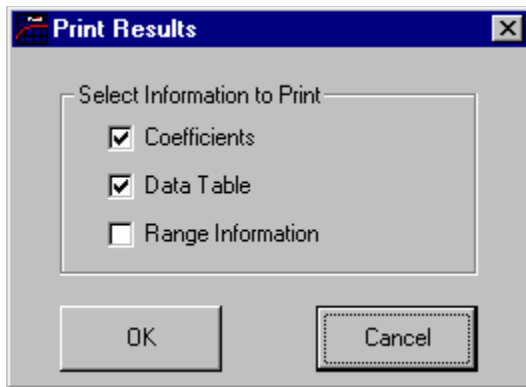 Print Results
Select Information to Print
Coefficients
Data Table
Range Information
OK
Cancel